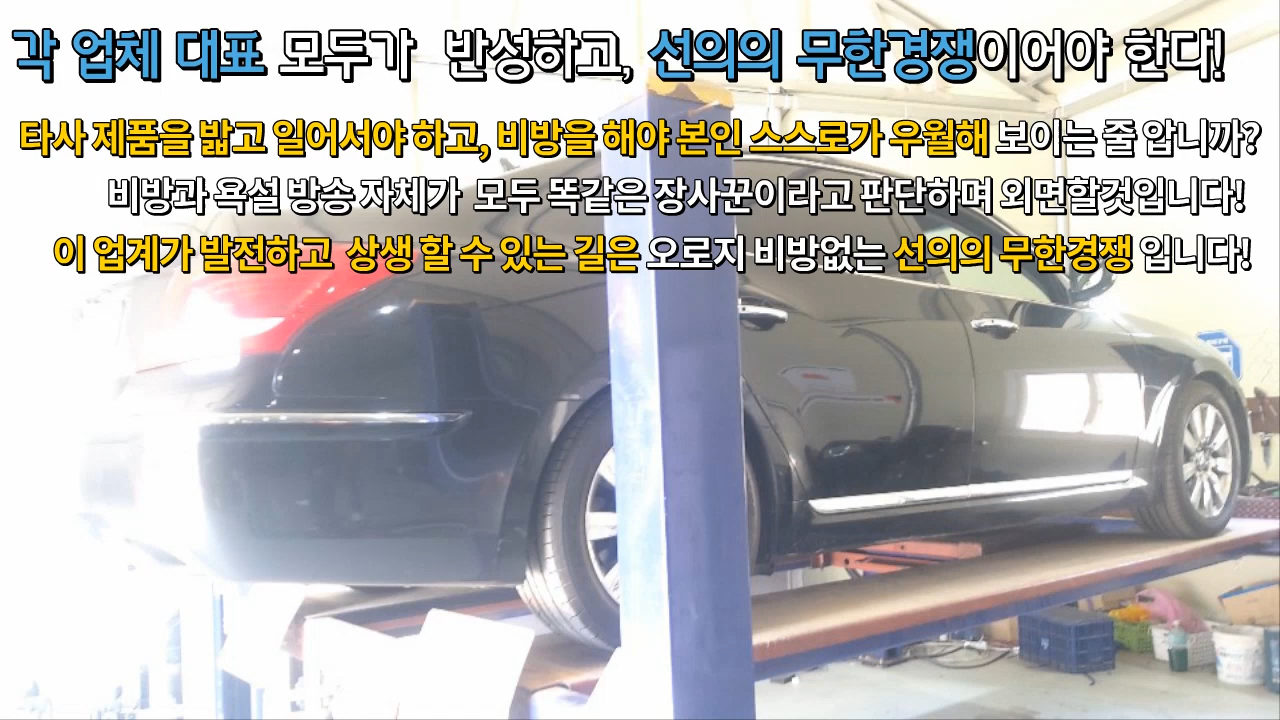 각 업체 대표 모두가 반성하고, 선의의 무한경쟁이어야 한다!
타사 제품을 밟고 일어서야 하고, 비방을 해야 본인 스스로가 우월해 보이는 줄 압니까?
비방과 욕설 방송 자체가 모두 똑같은 장사꾼이라고 판단하며 외면할것입니다!
이 업계가 발전하고 상생 할 수 있는 길은 오로지 비방없는 선의의 무한경쟁 입니다!